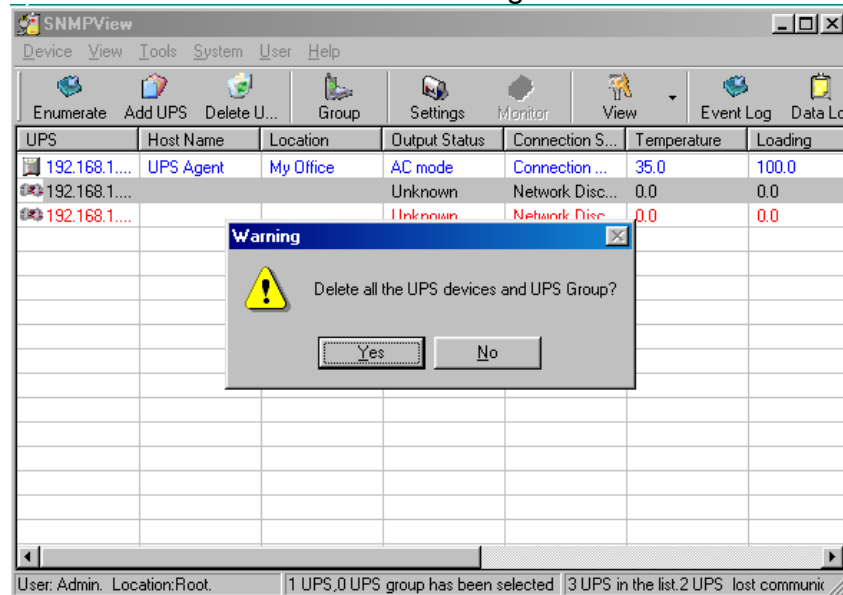 SNMPView
Device View Tools System User Help
Enumerate Add UPS Delete U... Group Settings Monitor View Event Log Data Lo
UPS Host Name Location Output Status Connection S... Temperature Loading
192.168.1.... UPS Agent My Office AC mode Connection ... 35.0 100.0
192.168.1.... Unknown Network Disc... 0.0 0.0
192.168.1.... Unknown Network Disc... 0.0 0.0
Warning
Delete all the UPS devices and UPS Group?
Yes No
User: Admin. Location:Root. 1 UPS,0 UPS group has been selected 3 UPS in the list.2 UPS lost communic